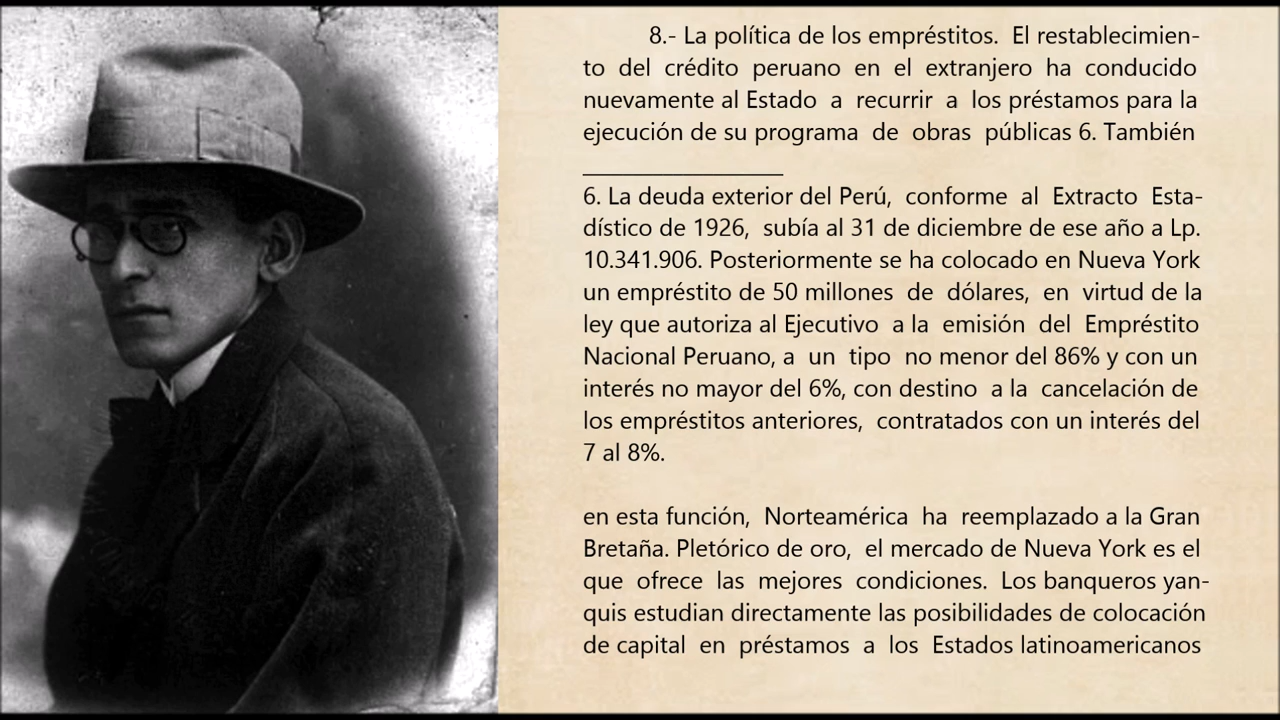 8.- La política de los empréstitos. El restablecimien-
to del crédito peruano en el extranjero ha conducido
nuevamente al Estado a recurrir a los préstamos para la
ejecución de su programa de obras públicas 6. También
6. La deuda exterior del Perú, conforme al Extracto Esta-
dístico de 1926, subía al 31 de diciembre de ese año a Lp.
10.341.906. Posteriormente se ha colocado en Nueva York
un empréstito de 50 millones de dólares, en virtud de la
ley que autoriza al Ejecutivo a la emisión del Empréstito
Nacional Peruano, a un tipo no menor del 86% y con un
interés no mayor del 6%, con destino a la cancelación de
los empréstitos anteriores, contratados con un interés del
7 al 8%.
en esta función, Norteamérica ha reemplazado a la Gran
Bretaña. Pletórico de oro, el mercado de Nueva York es el
que ofrece las mejores condiciones. Los banqueros yan-
quis estudian directamente las posibilidades de colocación
de capital en préstamos a los Estados latinoamericanos